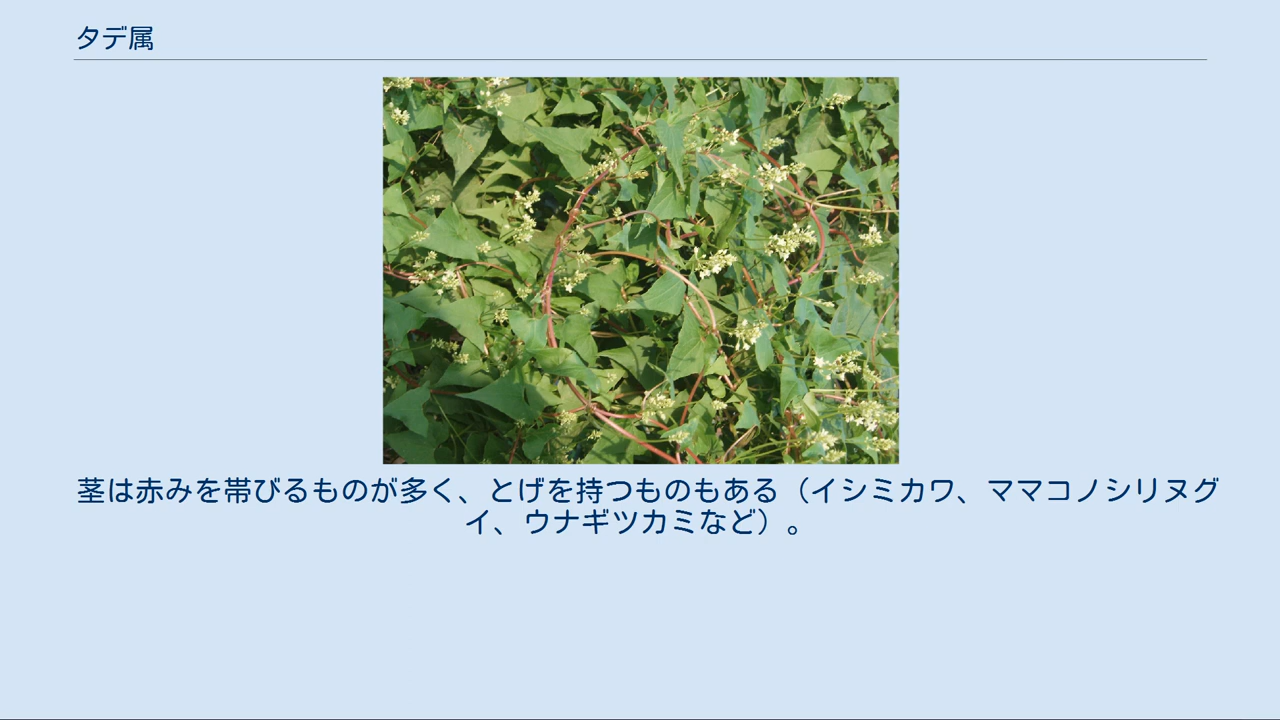 タデ属
茎は赤みを帯びるものが多く、とげを持つものもある（イシミカワ、ママコノシリヌグ
イ、ウナギツカミなど）。